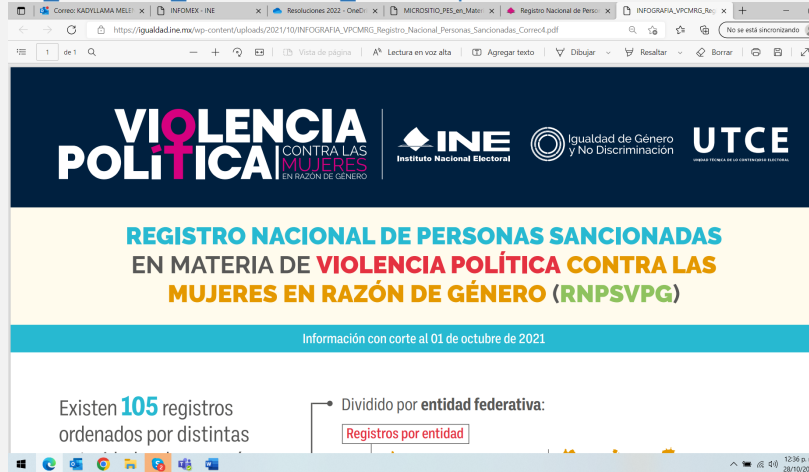 Correo: KADYLLAMA MELE
INFOMEX - INE
Resoluciones 2022 - OneDr
MICROSITIO_PES_en_Mater
Registro Nacional de Person
INFOGRAFIA_VPCMRG_Reg
https://igualdad.ine.mx/wp-content/uploads/2021/10/INFOGRAFIA_VPCMRG_Registro_Nacional_Personas_Sancionadas_Correc4.pdf
No se está sincronizando
1 de 1
Vista de página
Lectura en voz alta
Agregar texto
Dibujar
Resaltar
Borrar
VIOLENCIA
POLÍTICA
CONTRA LAS
MUJERES
EN RAZÓN DE GÉNERO
INE
Instituto Nacional Electoral
Igualdad de Género
y No Discriminación
UTCE
UNIDAD TÉCNICA DE LO CONTENCIOSO ELECTORAL
REGISTRO NACIONAL DE PERSONAS SANCIONADAS
EN MATERIA DE VIOLENCIA POLÍTICA CONTRA LAS
MUJERES EN RAZÓN DE GÉNERO (RNPSVPG)
Información con corte al 01 de octubre de 2021
Existen 105 registros
ordenados por distintas
Dividido por entidad federativa:
Registros por entidad
12:36 p.
28/10/20